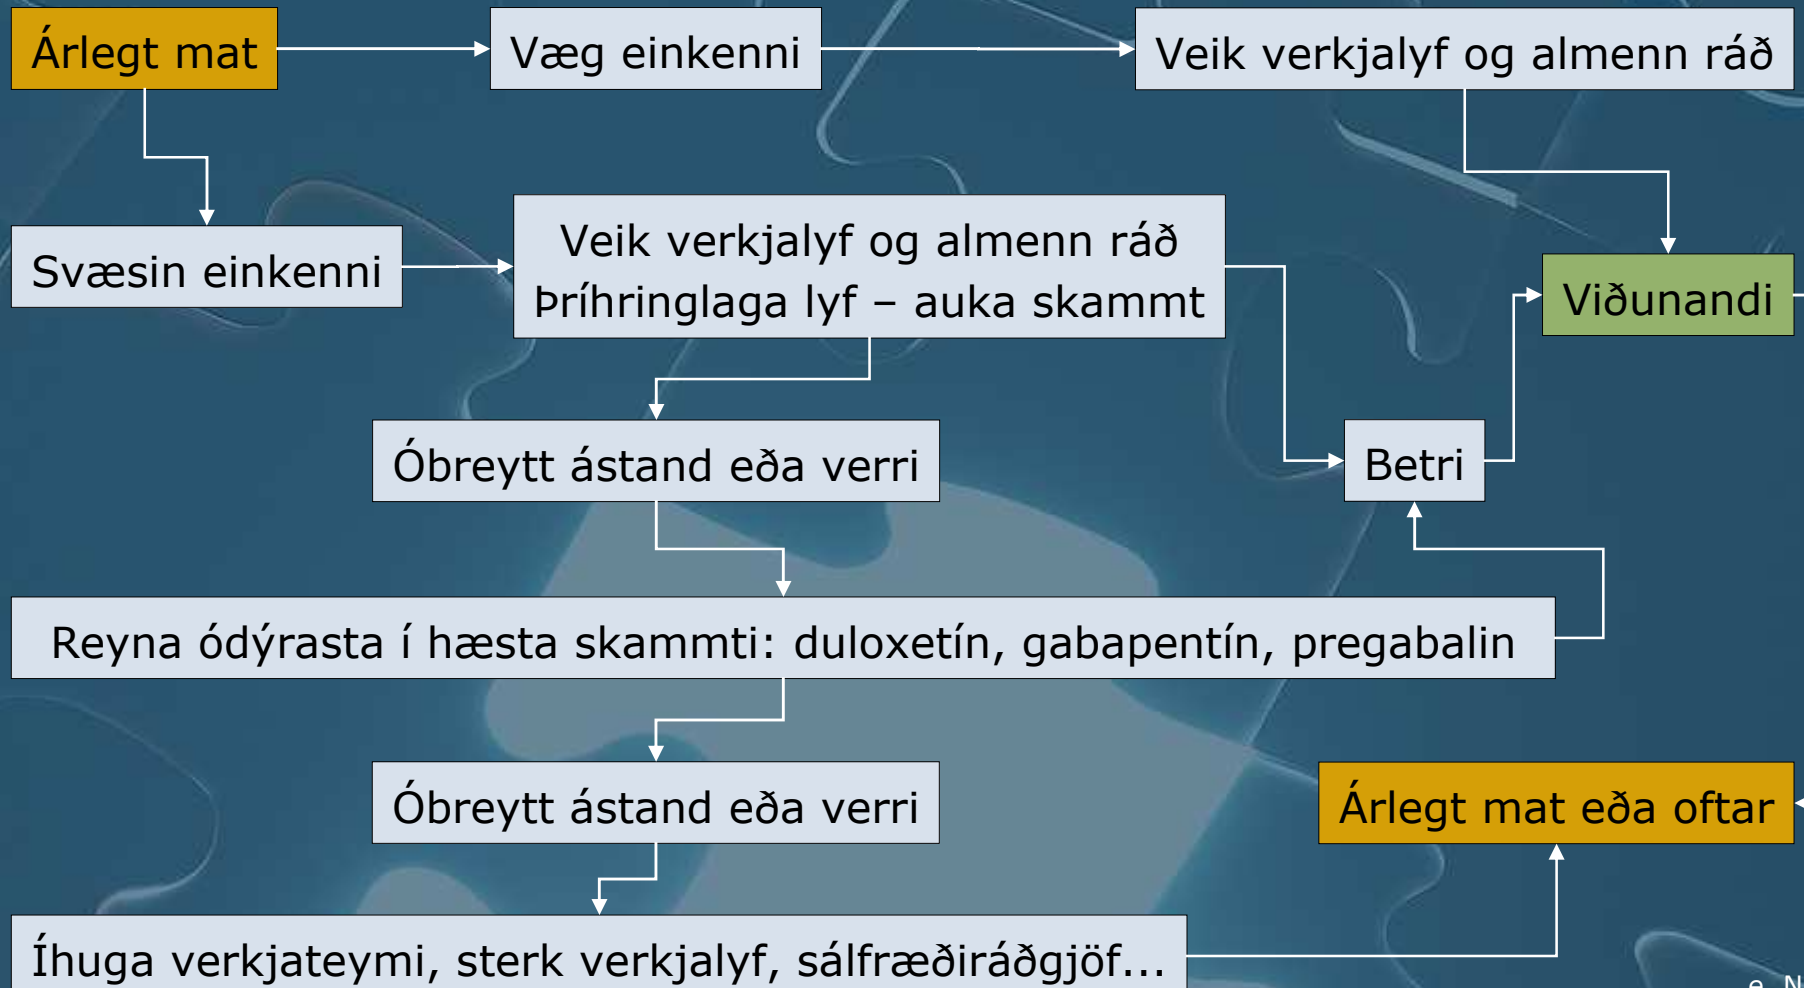 Árlegt mat
Væg einkenni
Veik verkjalyf og almenn ráð
Svæsin einkenni
Veik verkjalyf og almenn ráð
Þríhringlaga lyf – auka skammt
Viðunandi
Óbreytt ástand eða verri
Betri
Reyna ódýrasta í hæsta skammti: duloxetín, gabapentín, pregabalin
Óbreytt ástand eða verri
Árlegt mat eða oftar
Íhuga verkjateymi, sterk verkjalyf, sálfræðiráðgjöf...